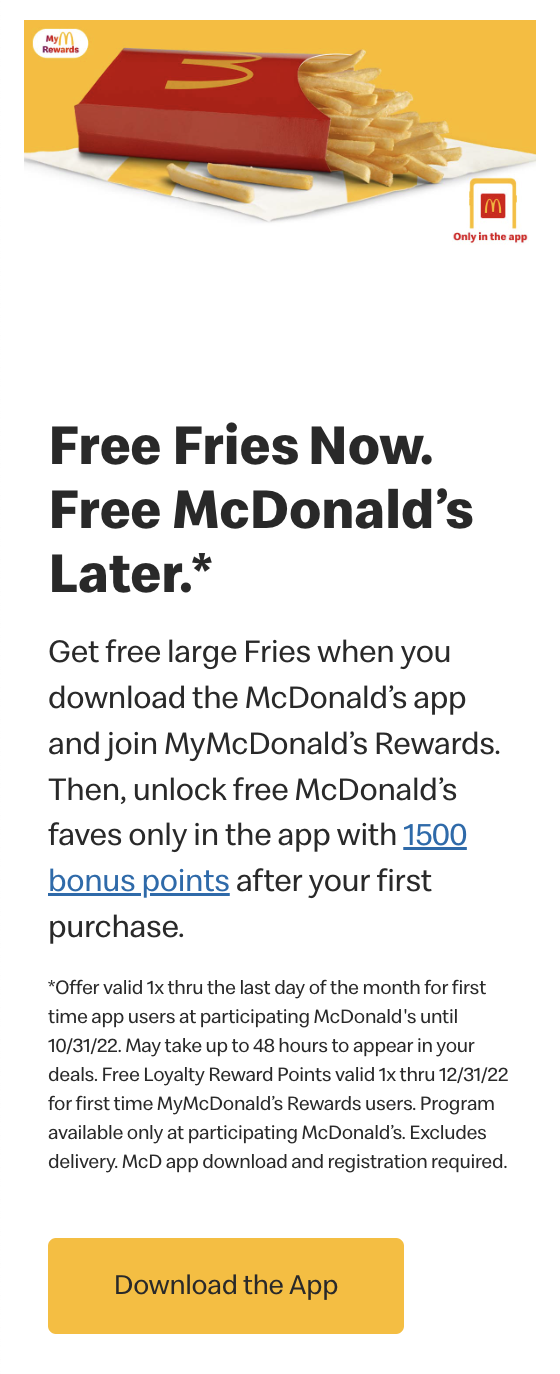 My
Rewards
Only in the app
Free Fries Now.
Free McDonald’s
Later.*
Get free large Fries when you
download the McDonald’s app
and join MyMcDonald’s Rewards.
Then, unlock free McDonald’s
faves only in the app with 1500
bonus points after your first
purchase.
*Offer valid 1x thru the last day of the month for first
time app users at participating McDonald's until
10/31/22. May take up to 48 hours to appear in your
deals. Free Loyalty Reward Points valid 1x thru 12/31/22
for first time MyMcDonald’s Rewards users. Program
available only at participating McDonald’s. Excludes
delivery. McD app download and registration required.
Download the App